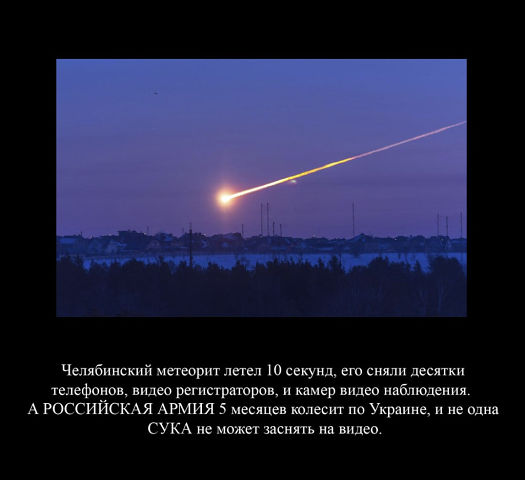 Челябинский метеорит летел 10 секунд, его сняли десятки
телефонов, видео регистраторов, и камер видео наблюдения.
А РОССИЙСКАЯ АРМИЯ 5 месяцев колесит по Украине, и не одна
СУКА не может заснять на видео.